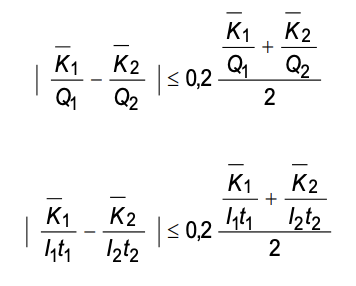 | K̅₁/Q₁ − K̅₂/Q₂ | ≤ 0,2 (K̅₁/Q₁ + K̅₂/Q₂)/2
| K̅₁/I₁t₁ − K̅₂/I₂t₂ | ≤ 0,2 (K̅₁/I₁t₁ + K̅₂/I₂t₂)/2